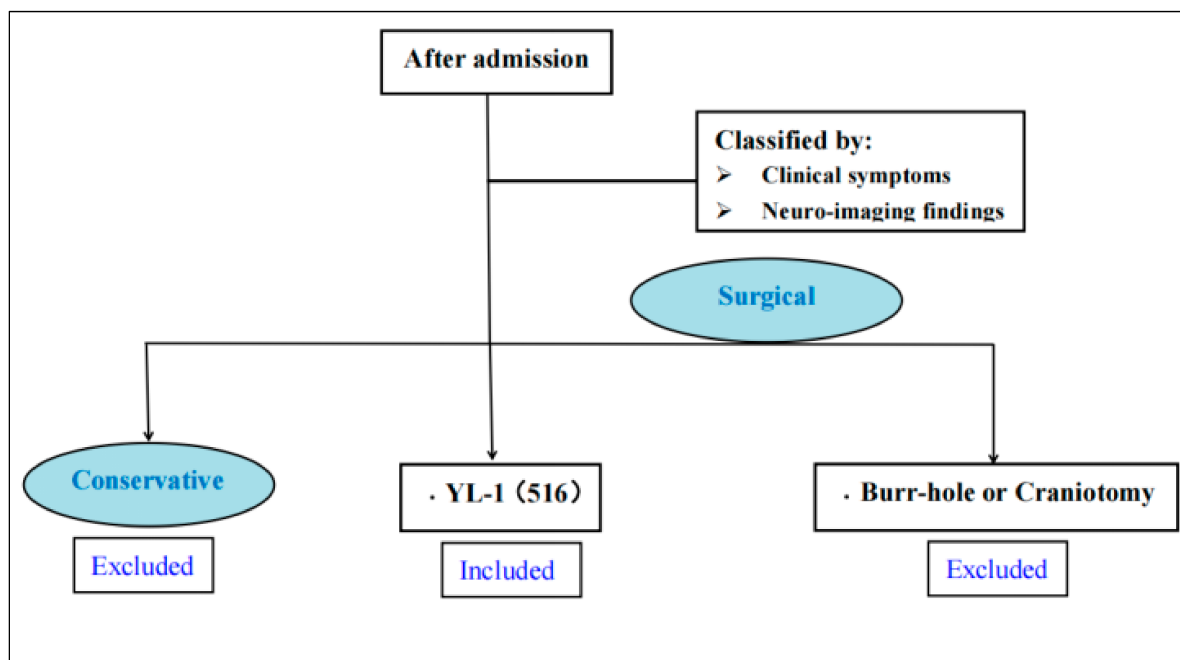 After admission
Classified by:
➢ Clinical symptoms
➢ Neuro-imaging findings
Surgical
Conservative
. YL-1（516）
. Burr-hole or Craniotomy
Excluded
Included
Excluded